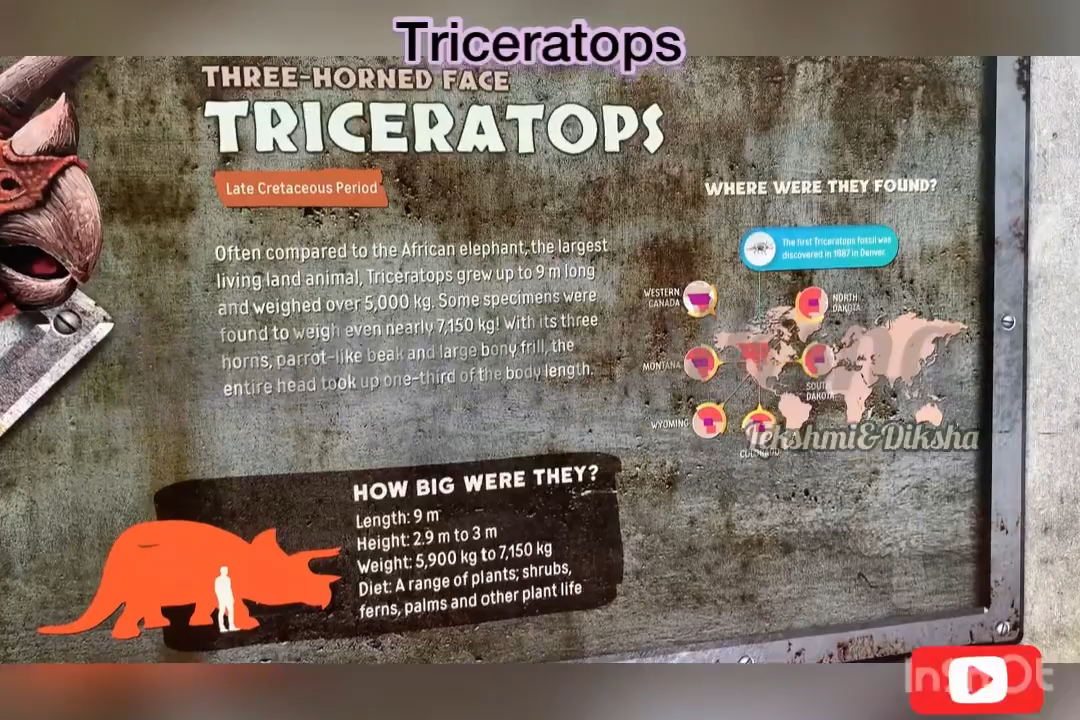 Triceratops
THREE-HORNED FACE
TRICERATOPS
Late Cretaceous Period
Often compared to the African elephant, the largest
living land animal, Triceratops grew up to 9 m long
and weighed over 5,000 kg. Some specimens were
found to weigh even nearly 7,150 kg! With its three
horns, parrot-like beak and large bony frill, the
entire head took up one-third of the body length.
WHERE WERE THEY FOUND?
The first Triceratops fossil was
discovered in 1887 in Denver.
WESTERN
CANADA
NORTH
DAKOTA
MONTANA
SOUTH
DAKOTA
WYOMING
COLORADO
Lekshmi&Diksha
HOW BIG WERE THEY?
Length: 9 m
Height: 2.9 m to 3 m
Weight: 5,900 kg to 7,150 kg
Diet: A range of plants; shrubs,
ferns, palms and other plant life
InShOt